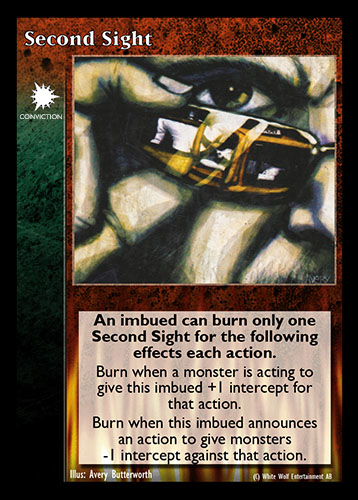 Second Sight
CONVICTION
An imbued can burn only one
Second Sight for the following
effects each action.
Burn when a monster is acting to
give this imbued +1 intercept for
that action.
Burn when this imbued announces
an action to give monsters
-1 intercept against that action.
Illus: Avery Butterworth
(C) White Wolf Entertainment AB